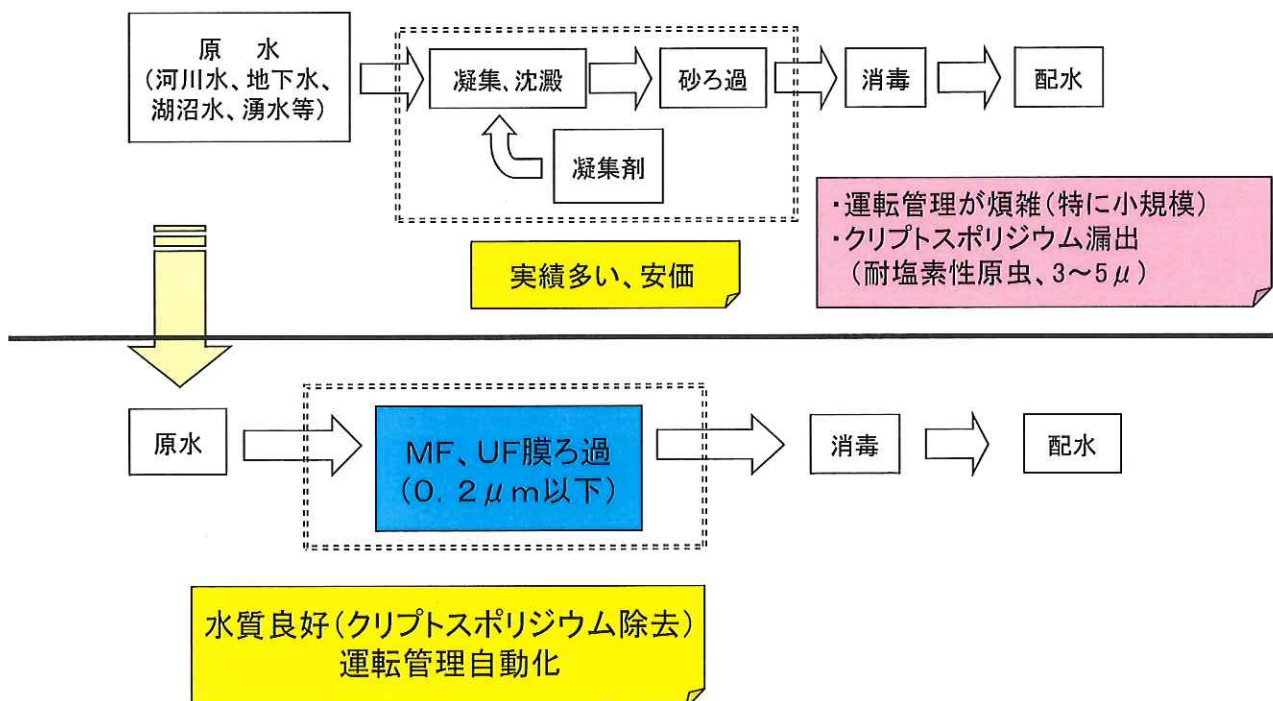 原　水
(河川水、地下水、
湖沼水、湧水等)
凝集、沈澱
砂ろ過
消毒
配水
凝集剤
実績多い、安価
・運転管理が煩雑(特に小規模)
・クリプトスポリジウム漏出
(耐塩素性原虫、3～5μ)
原水
MF、UF膜ろ過
(0.2μm以下)
消毒
配水
水質良好(クリプトスポリジウム除去)
運転管理自動化